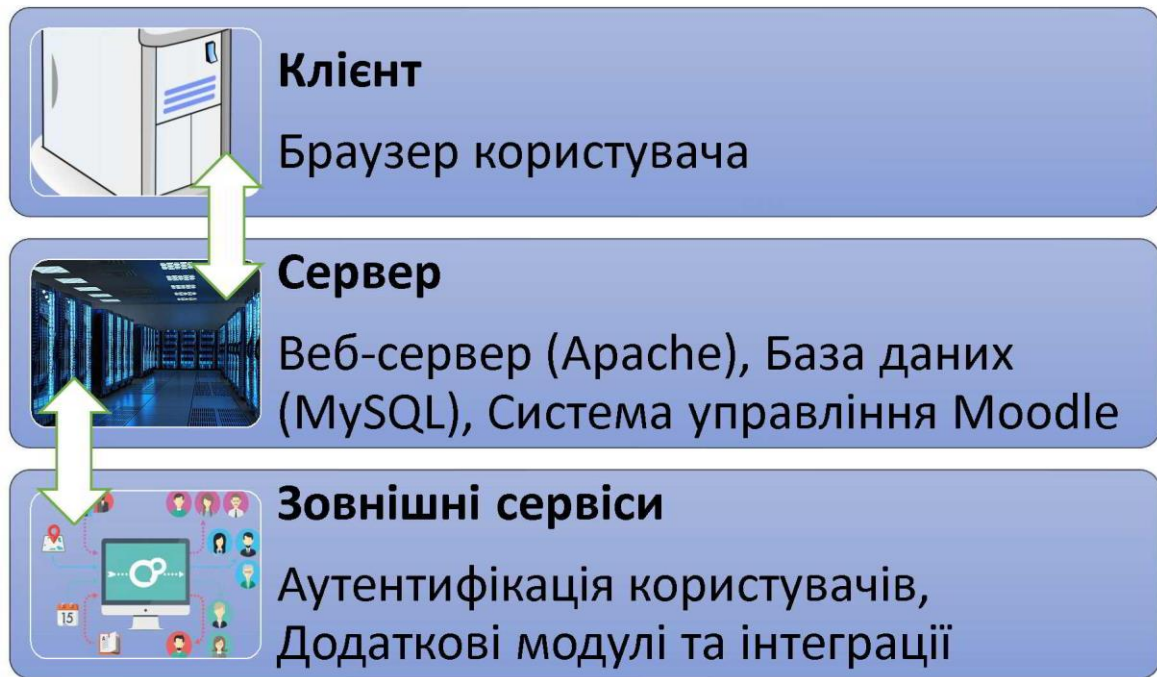 Клієнт
Браузер користувача
Сервер
Веб-сервер (Apache), База даних
(MySQL), Система управління Moodle
Зовнішні сервіси
15
Аутентифікація користувачів,
Додаткові модулі та інтеграції